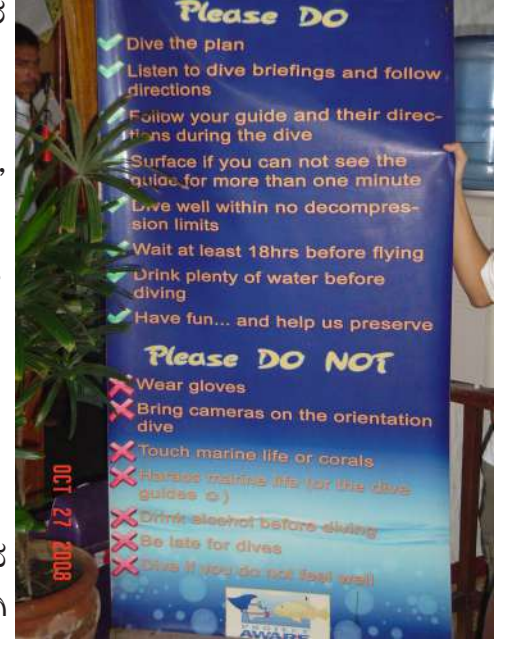 Please DO
Dive the plan
Listen to dive briefings and follow
directions
Follow your guide and their direc-
tions during the dive
Surface if you can not see the
guide for more than one minute
Dive well within no decompres-
sion limits
Wait at least 18hrs before flying
Drink plenty of water before
diving
Have fun... and help us preserve
Please DO NOT
Wear gloves
Bring cameras on the orientation
dive
Touch marine life or corals
Harass marine life (or the dive
guides ☺)
Drink alcohol before diving
Be late for dives
Dive if you do not feel well
PROJECT
AWARE
OCT 27 2008